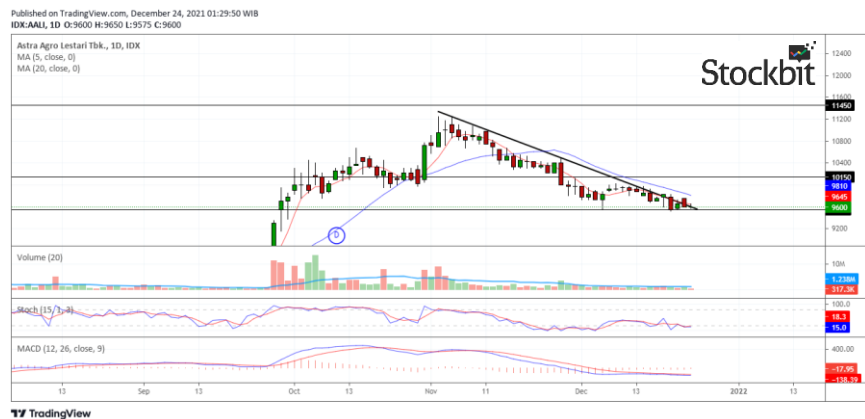 Published on TradingView.com, December 24, 2021 01:29:50 WIB
IDX:AALI, 1D O:9600 H:9650 L:9575 C:9600
Astra Agro Lestari Tbk., 1D, IDX
MA (5, close, 0)
MA (20, close, 0)
Stockbit
12400
12000
11450
11200
10800
10400
10150
9810
9645
9600
9200
Volume (20)
10M
1.238M
317.3K
Stoch (15, 1, 3)
100.0
18.3
15.0
MACD (12, 26, close, 9)
400.00
-17.95
-138.39
13 Sep 13 Oct 13 Nov 11 Dec 13 2022 13
D
TradingView